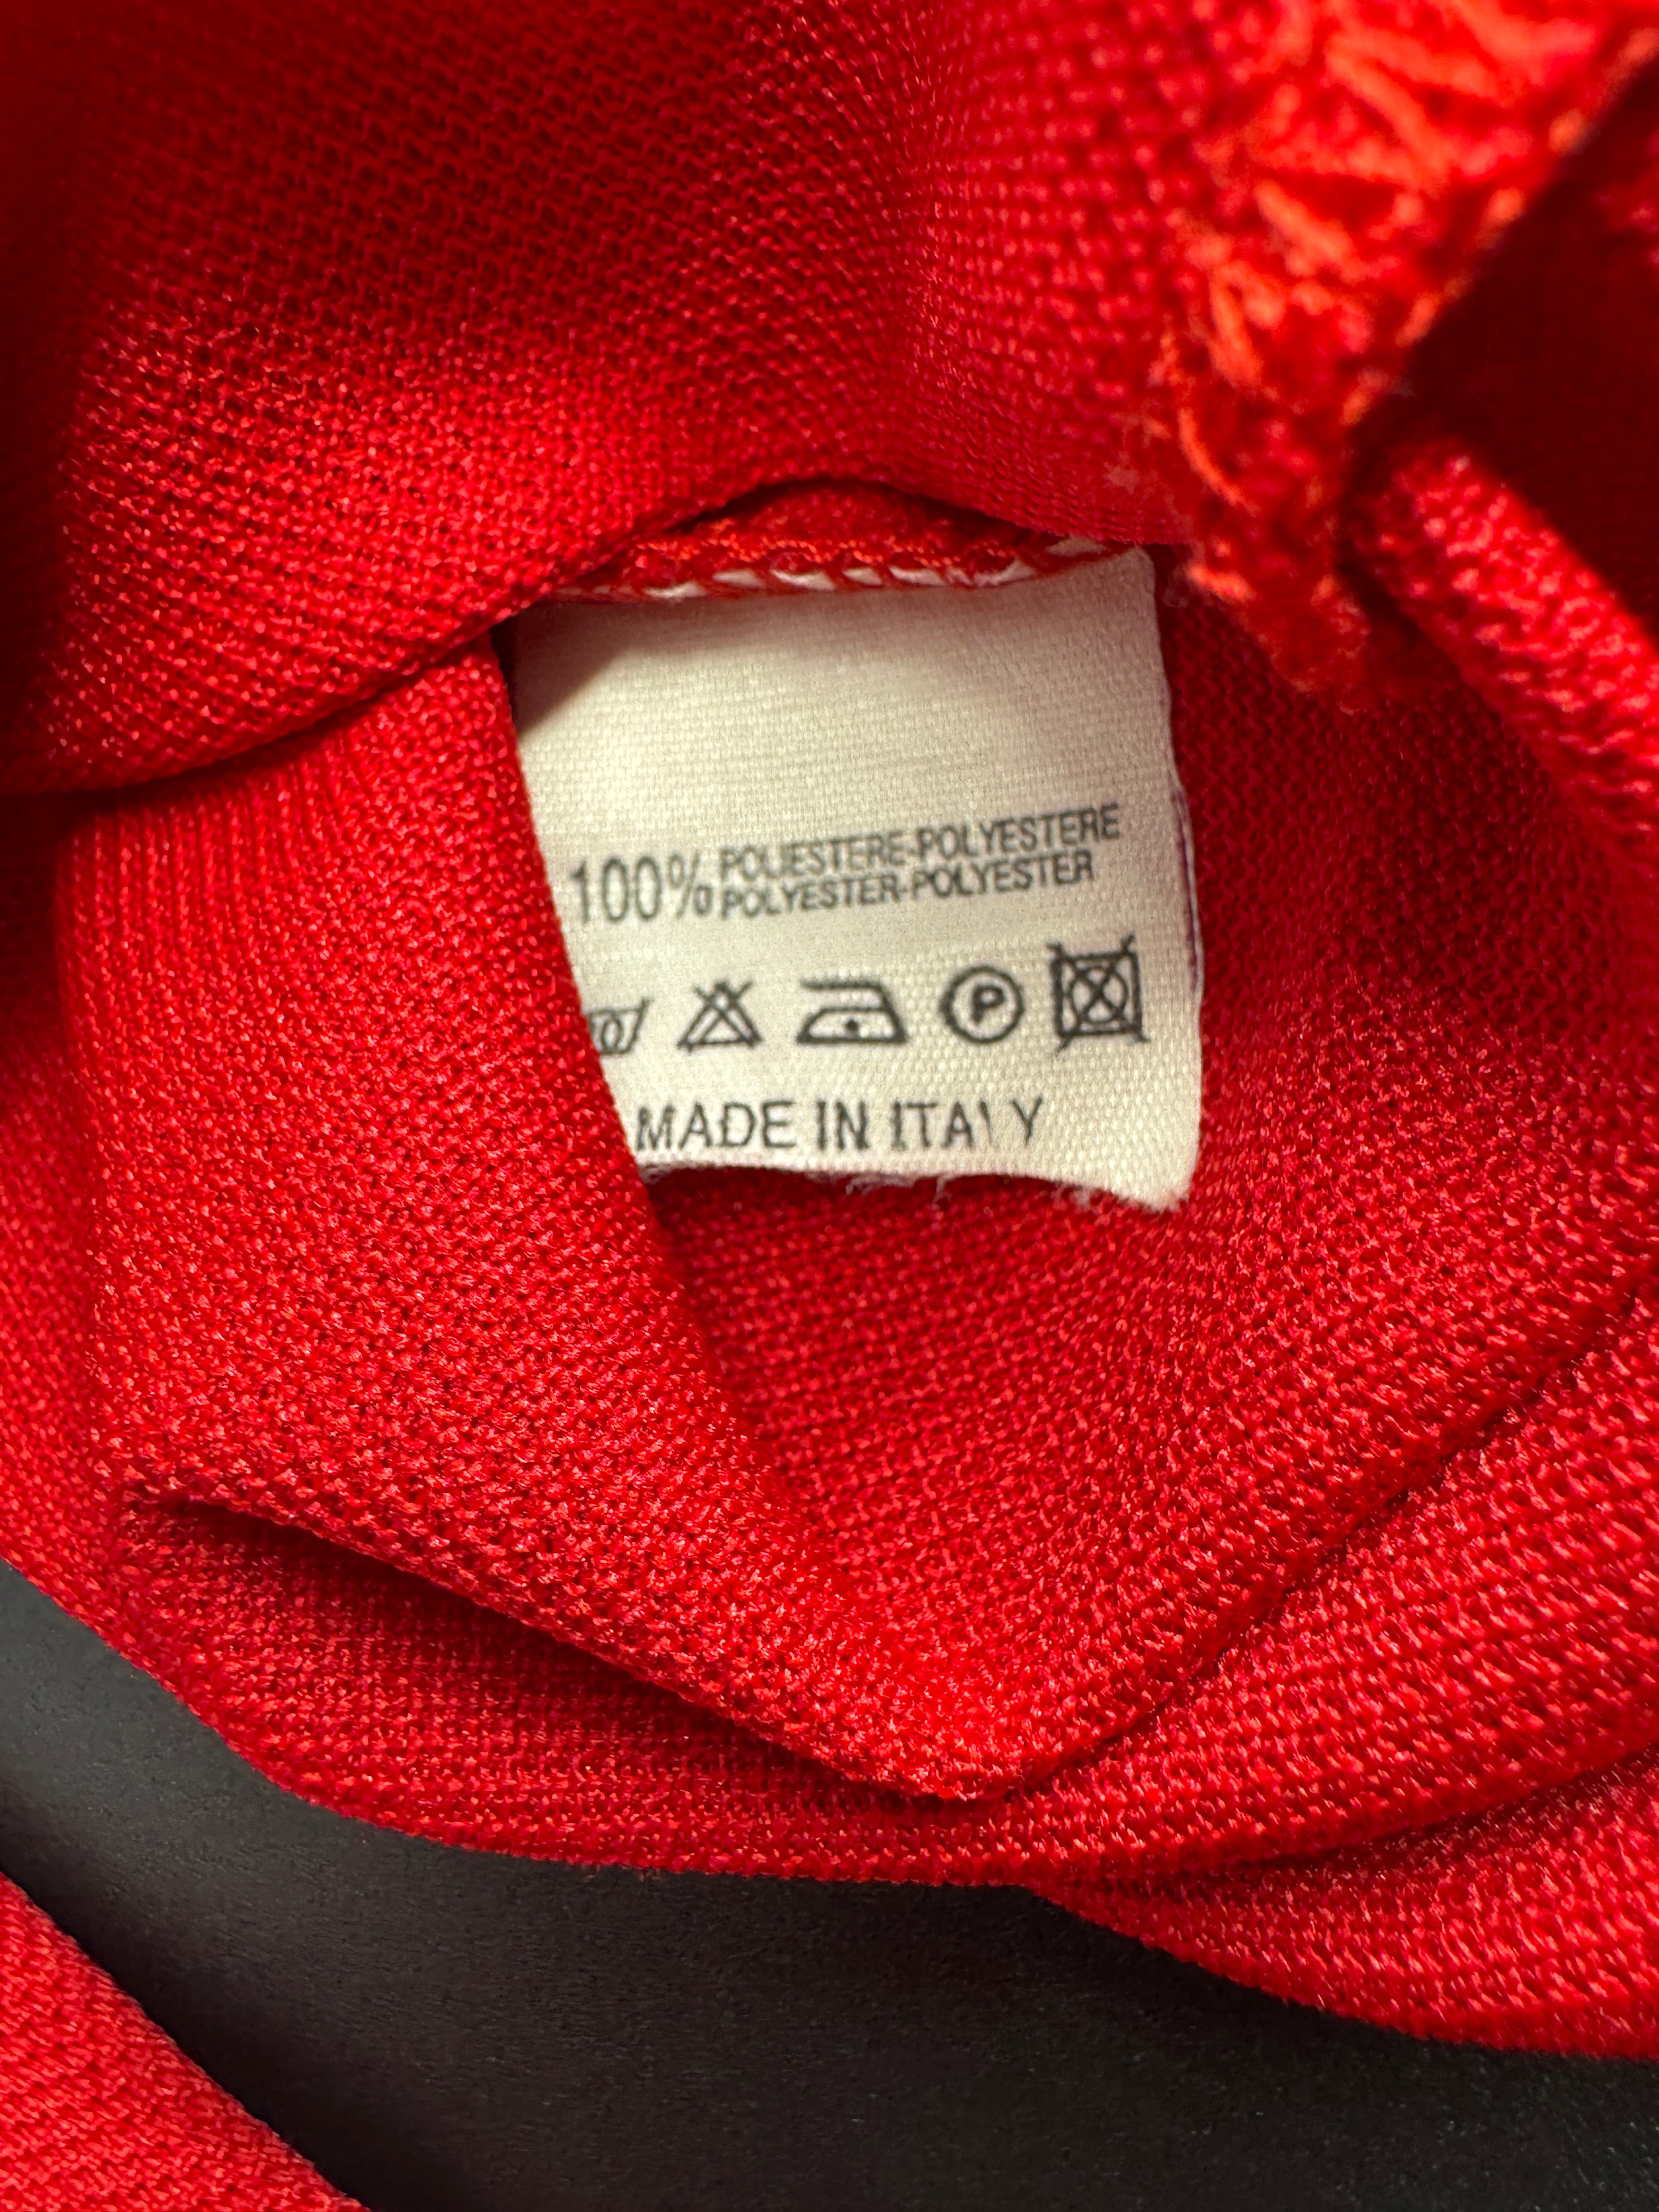 100% POLIESTERE-POLYESTERE
POLYESTER-POLYESTER
P
MADE IN ITALY